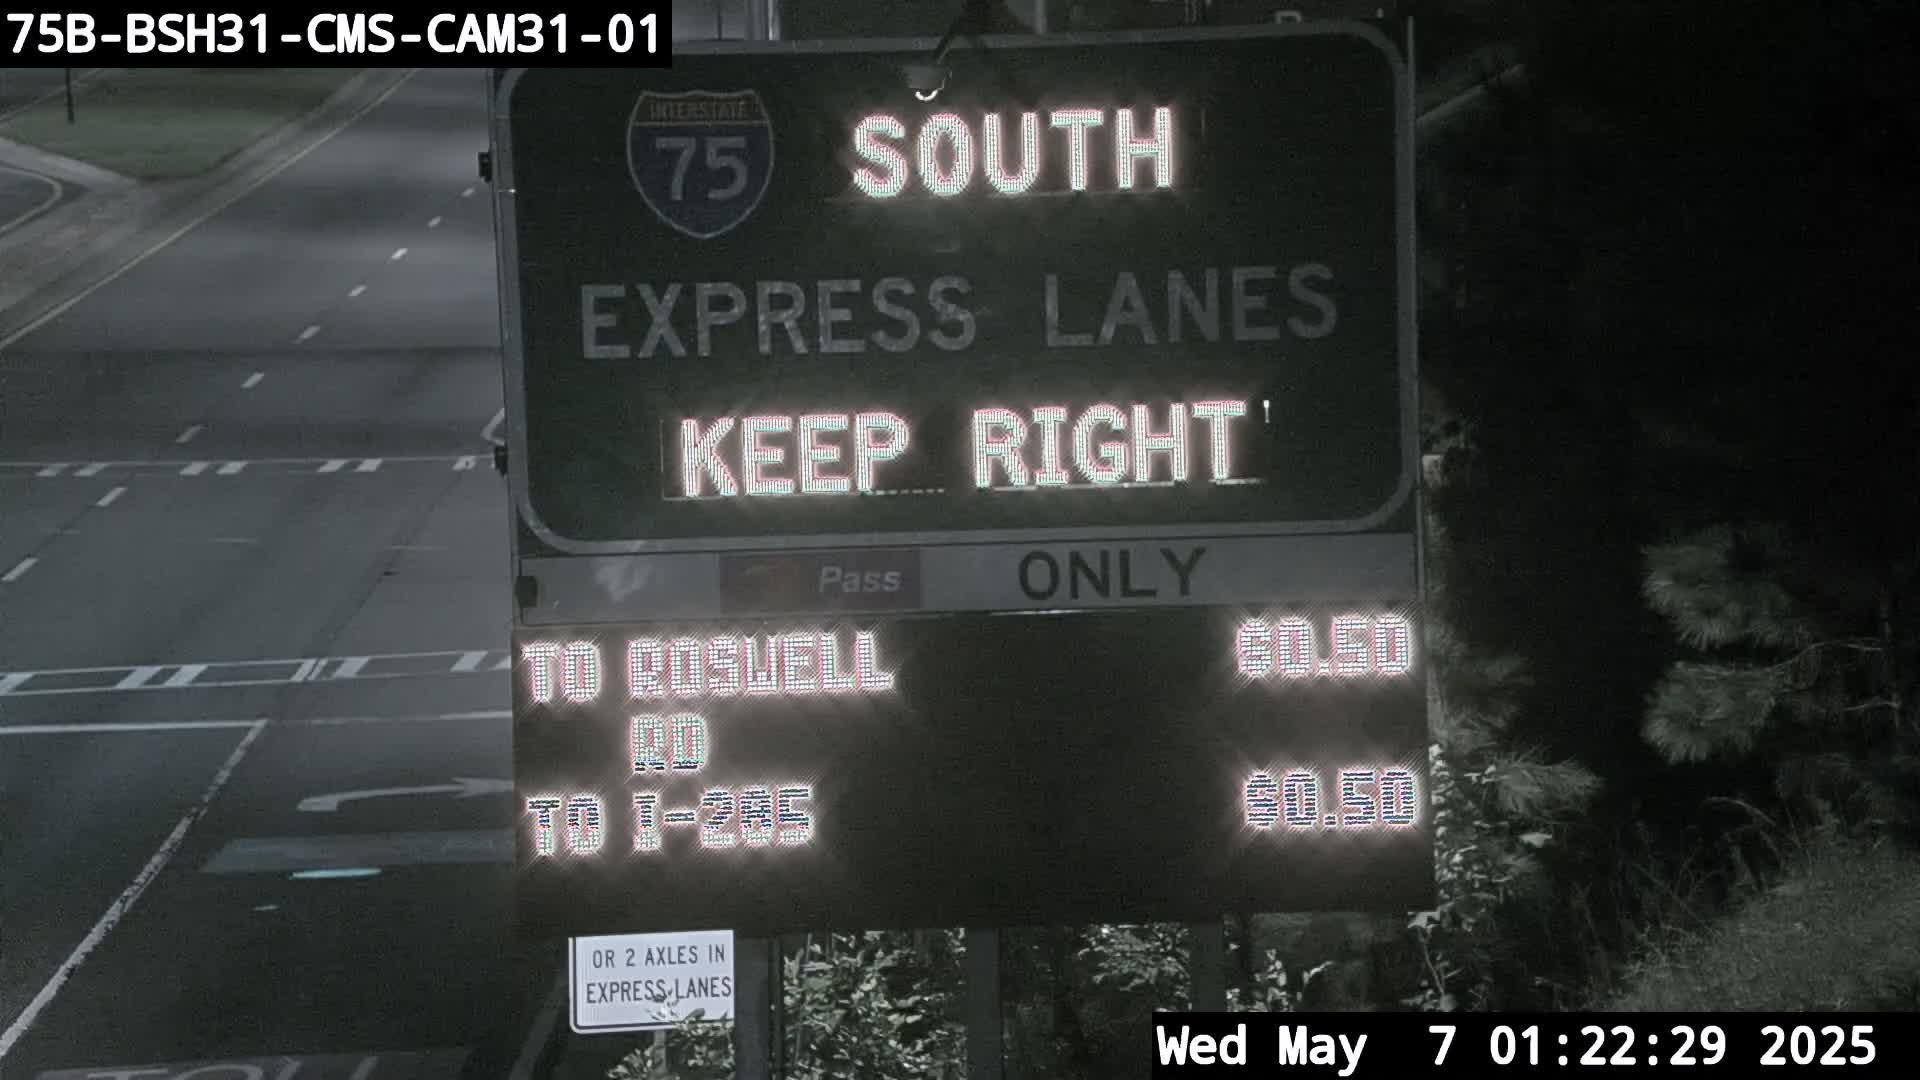 75B-BSH31-CMS-CAM31-01
INTERSTATE
75
SOUTH
EXPRESS LANES
KEEP RIGHT
Pass ONLY
TO ROSWELL $0.50
RD
TO I-285 $0.50
OR 2 AXLES IN
EXPRESS LANES
Wed May 7 01:22:29 2025